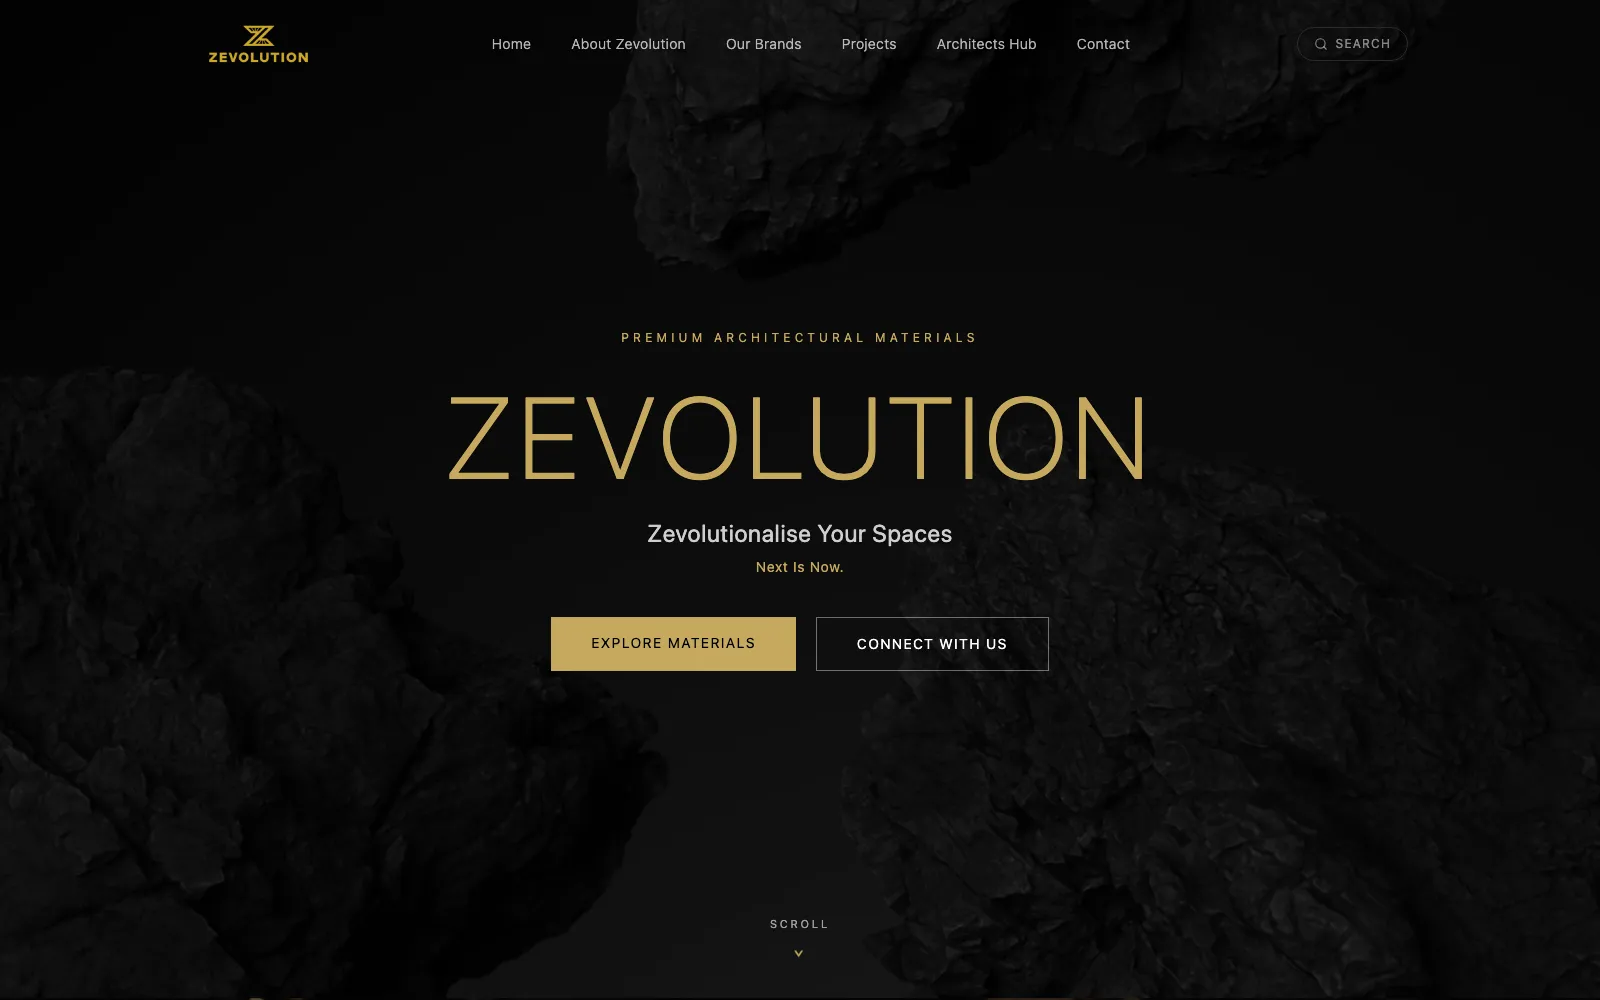 ZEVOLUTION
Home
About Zevolution
Our Brands
Projects
Architects Hub
Contact
SEARCH
PREMIUM ARCHITECTURAL MATERIALS
ZEVOLUTION
Zevolutionalise Your Spaces
Next Is Now.
EXPLORE MATERIALS
CONNECT WITH US
SCROLL